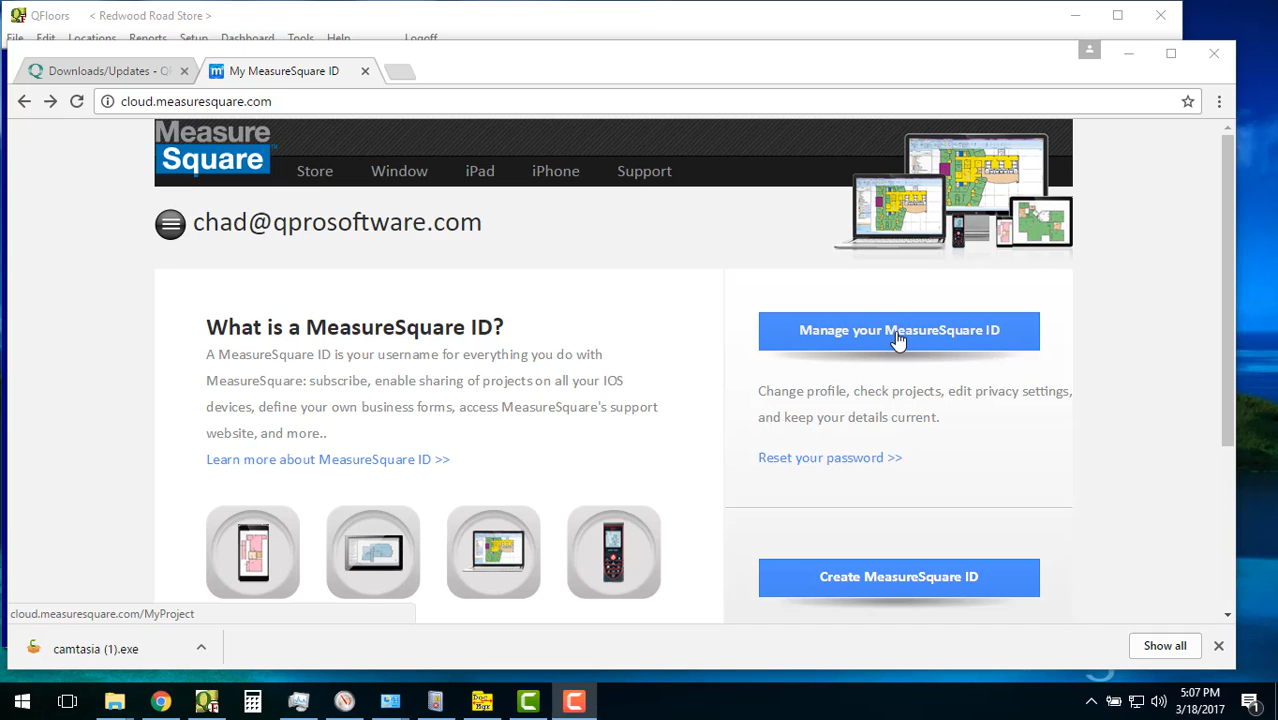 QFloors < Redwood Road Store >
File Edit Locations Reports Setup Dashboard Tools Help Logoff
Downloads/Updates - QF My MeasureSquare ID
cloud.measuresquare.com
Measure
Square
Store Window iPad iPhone Support
chad@qprosoftware.com
What is a MeasureSquare ID?
A MeasureSquare ID is your username for everything you do with
MeasureSquare: subscribe, enable sharing of projects on all your IOS
devices, define your own business forms, access MeasureSquare's support
website, and more..
Learn more about MeasureSquare ID >>
Manage your MeasureSquare ID
Change profile, check projects, edit privacy settings,
and keep your details current.
Reset your password >>
Create MeasureSquare ID
cloud.measuresquare.com/MyProject
camtasia (1).exe
Show all
5:07 PM
3/18/2017